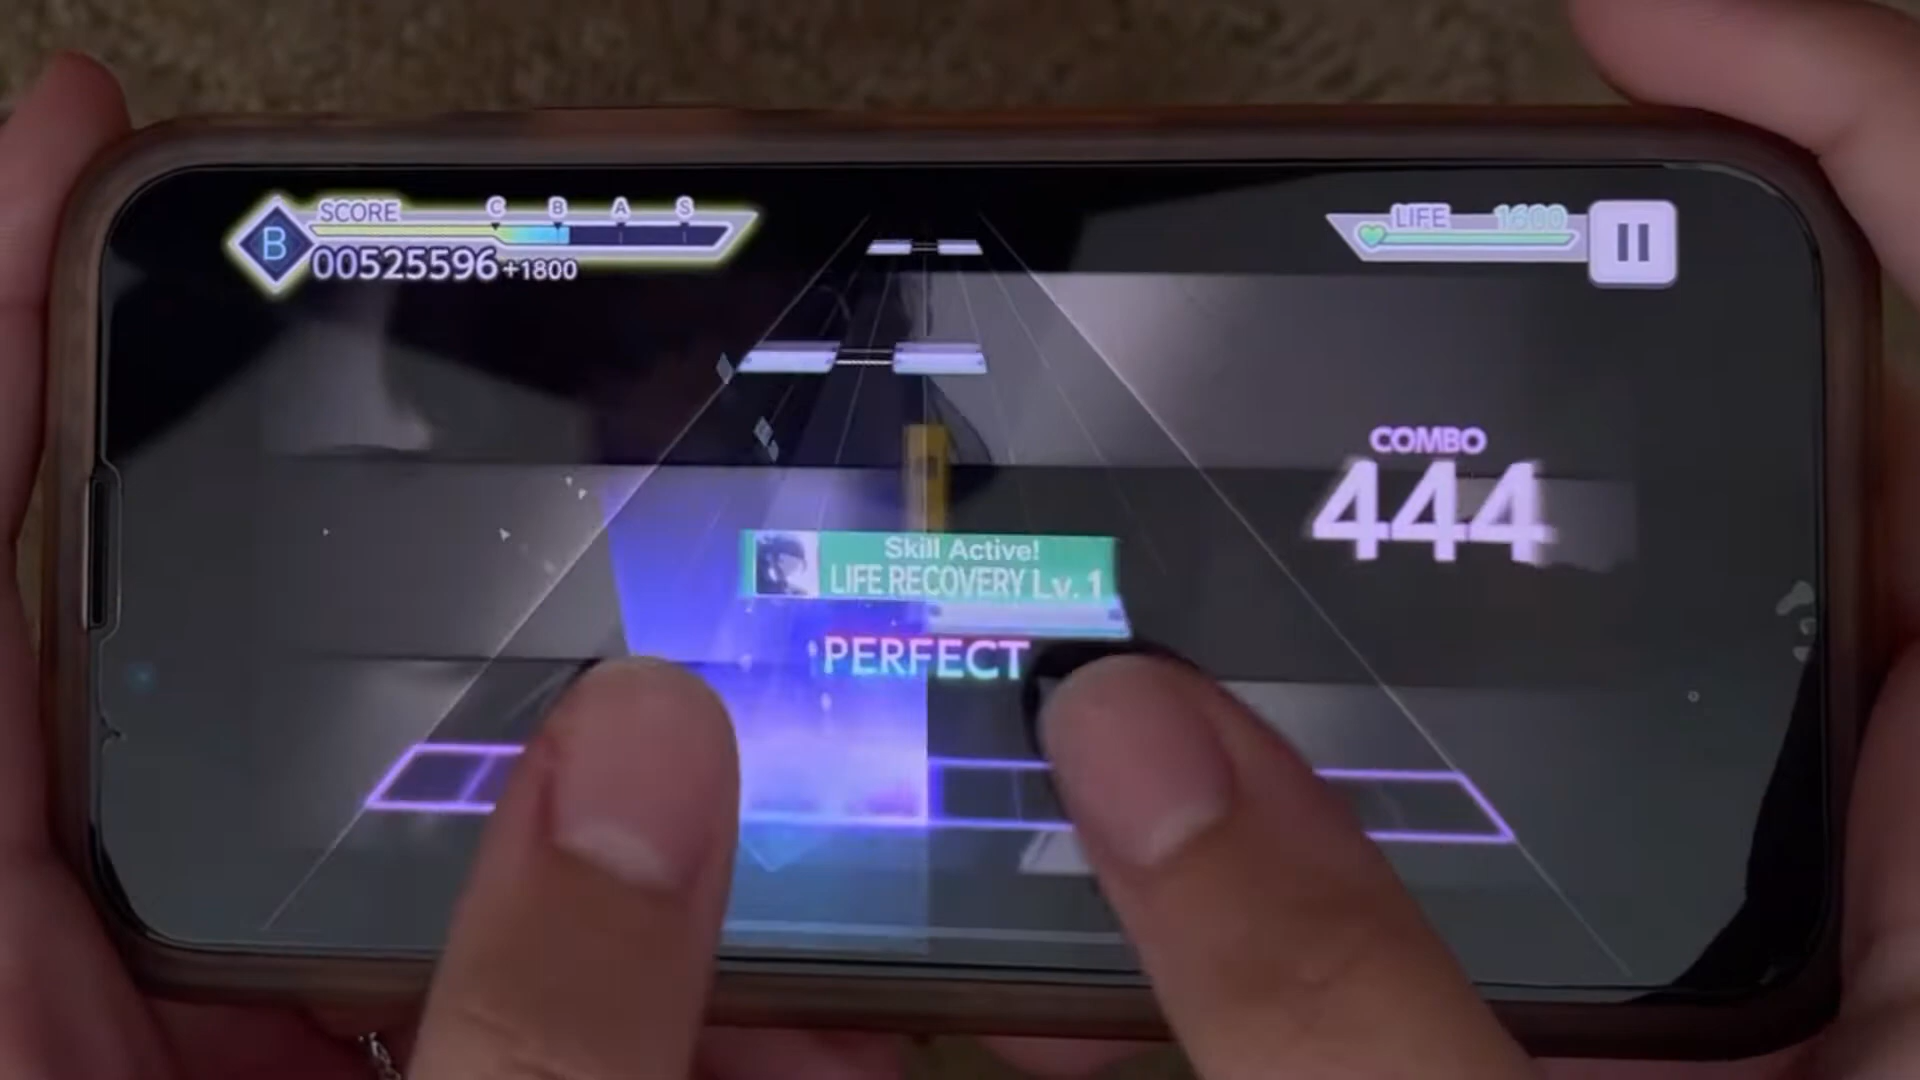 SCORE
C B A S
B
00525596 +1800
LIFE 1600
COMBO
444
Skill Active!
LIFE RECOVERY Lv. 1
PERFECT